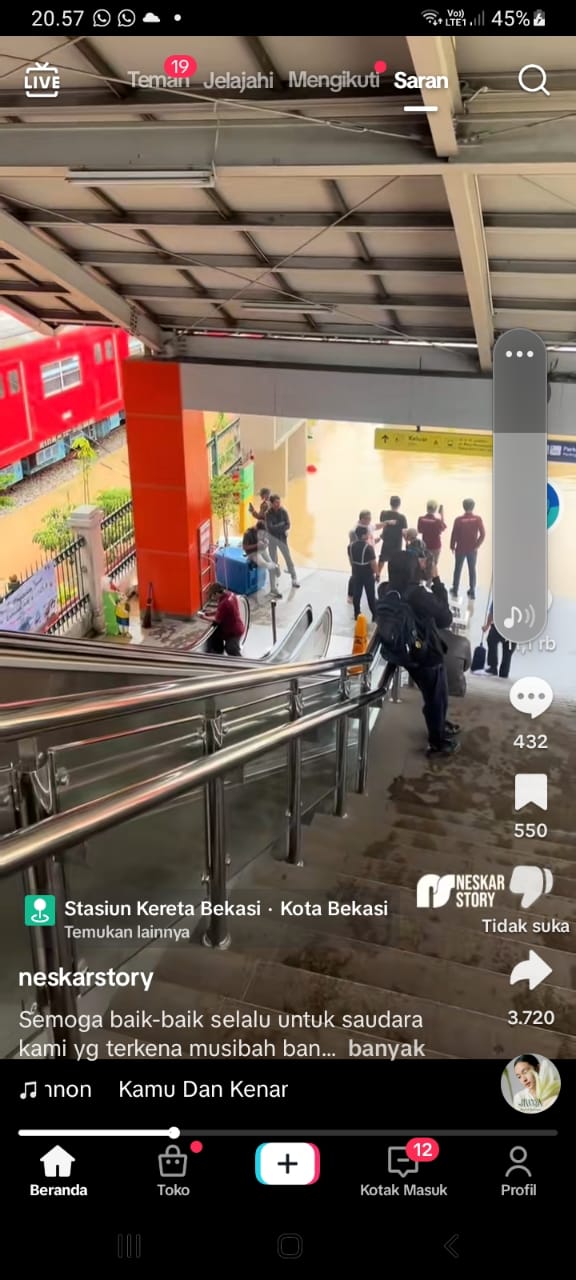 20.57
Vo))
LTE1
45%
LIVE
Teman
19
Jelajahi
Mengikuti
Saran
Keluar
432
550
NESKAR
STORY
Tidak suka
Stasiun Kereta Bekasi · Kota Bekasi
Temukan lainnya
neskarstory
3.720
Semoga baik-baik selalu untuk saudara
kami yg terkena musibah ban... banyak
Kamu Dan Kenar
Beranda
Toko
12
Kotak Masuk
Profil